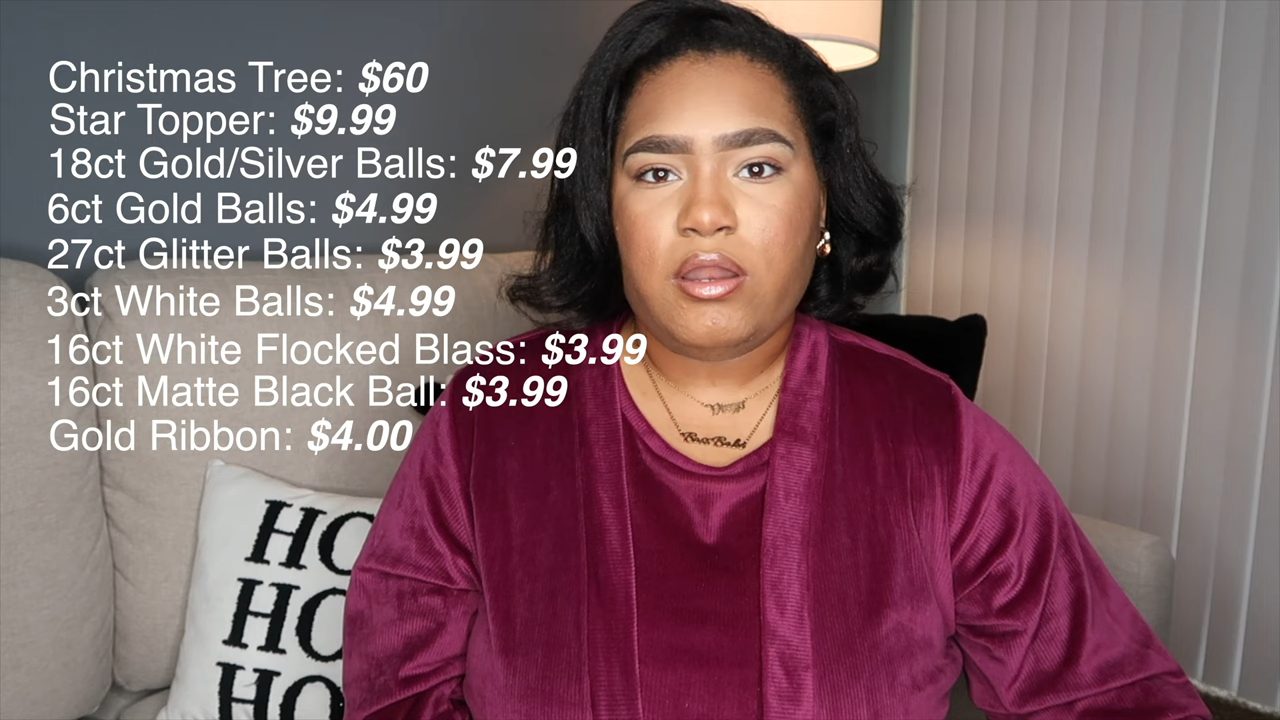 Christmas Tree: $60
Star Topper: $9.99
18ct Gold/Silver Balls: $7.99
6ct Gold Balls: $4.99
27ct Glitter Balls: $3.99
3ct White Balls: $4.99
16ct White Flocked Blass: $3.99
16ct Matte Black Ball: $3.99
Gold Ribbon: $4.00
HO
HO
HO